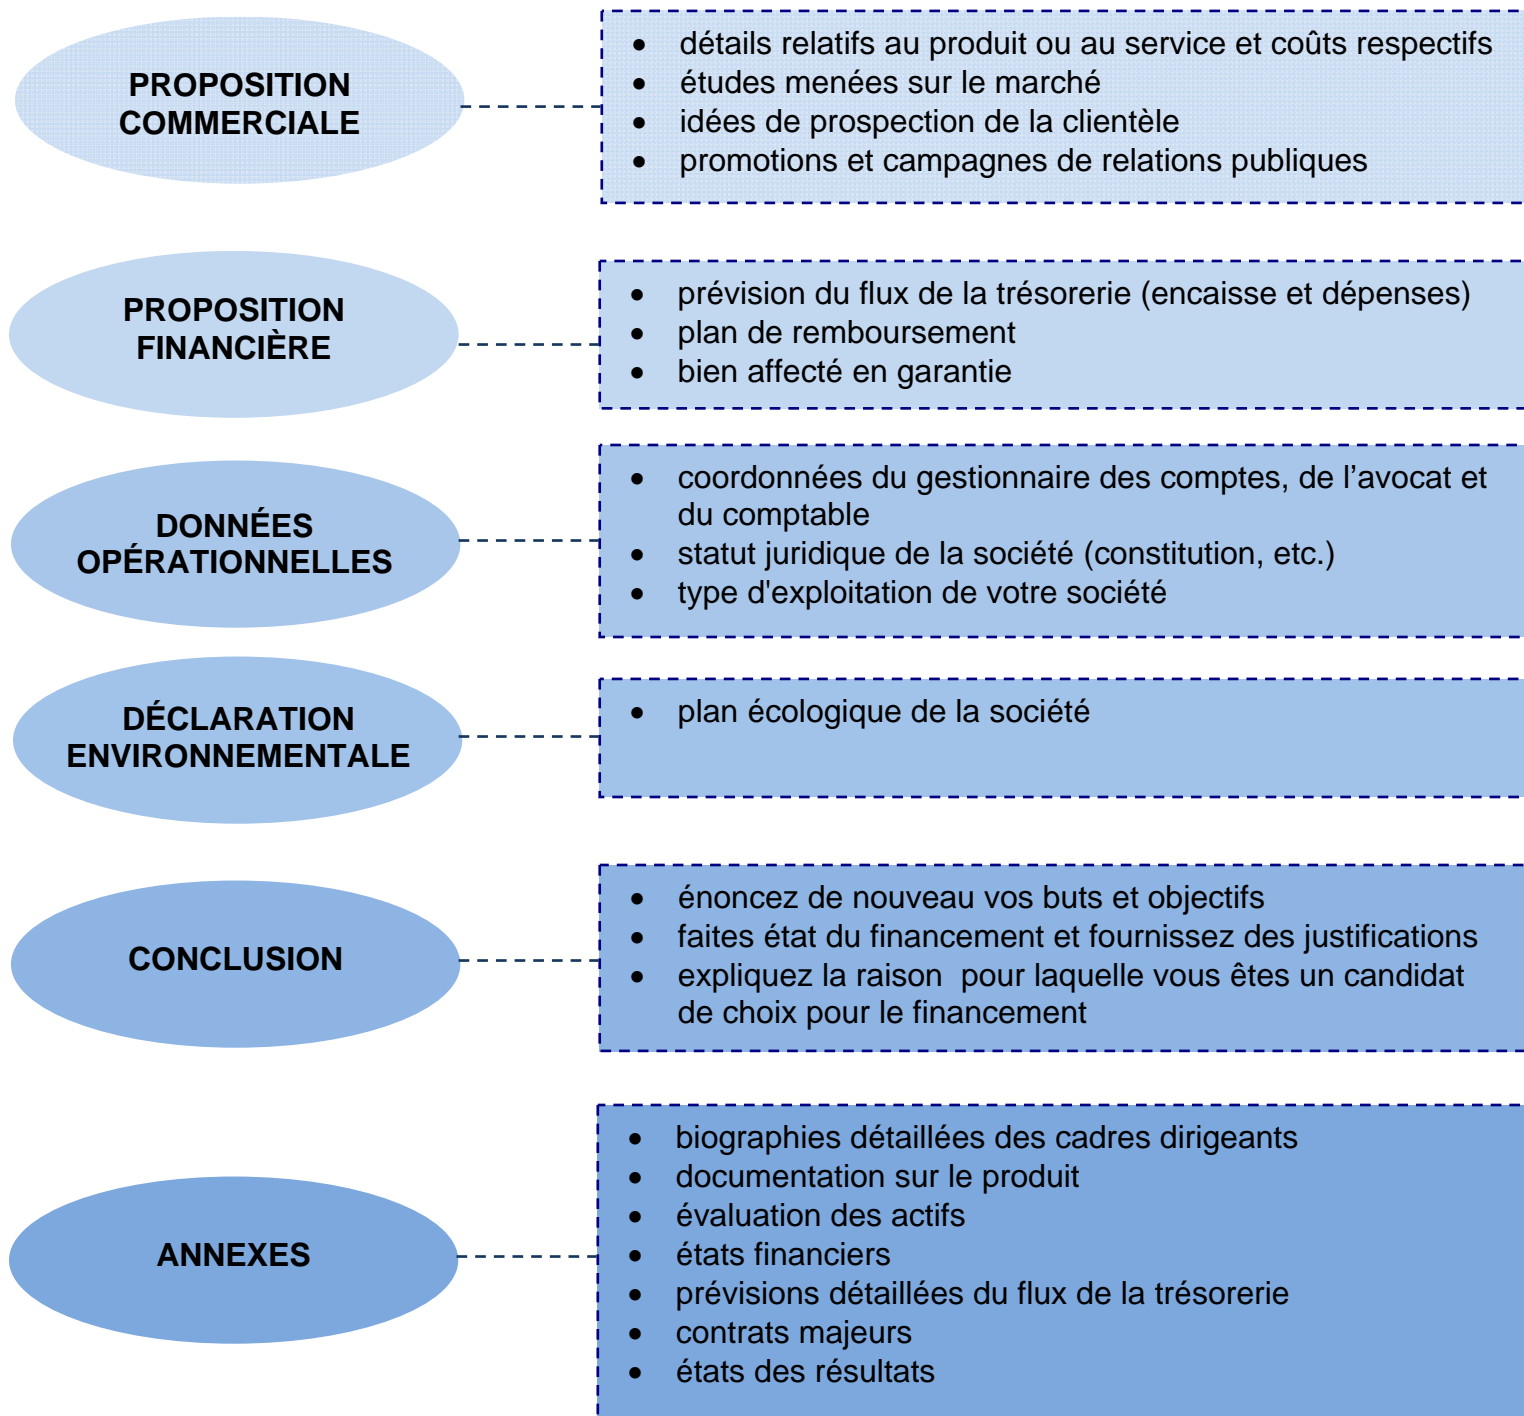 PROPOSITION
COMMERCIALE
• détails relatifs au produit ou au service et coûts respectifs
• études menées sur le marché
• idées de prospection de la clientèle
• promotions et campagnes de relations publiques
PROPOSITION
FINANCIÈRE
• prévision du flux de la trésorerie (encaisse et dépenses)
• plan de remboursement
• bien affecté en garantie
DONNÉES
OPÉRATIONNELLES
• coordonnées du gestionnaire des comptes, de l’avocat et
du comptable
• statut juridique de la société (constitution, etc.)
• type d'exploitation de votre société
DÉCLARATION
ENVIRONNEMENTALE
• plan écologique de la société
CONCLUSION
• énoncez de nouveau vos buts et objectifs
• faites état du financement et fournissez des justifications
• expliquez la raison  pour laquelle vous êtes un candidat
de choix pour le financement
ANNEXES
• biographies détaillées des cadres dirigeants
• documentation sur le produit
• évaluation des actifs
• états financiers
• prévisions détaillées du flux de la trésorerie
• contrats majeurs
• états des résultats